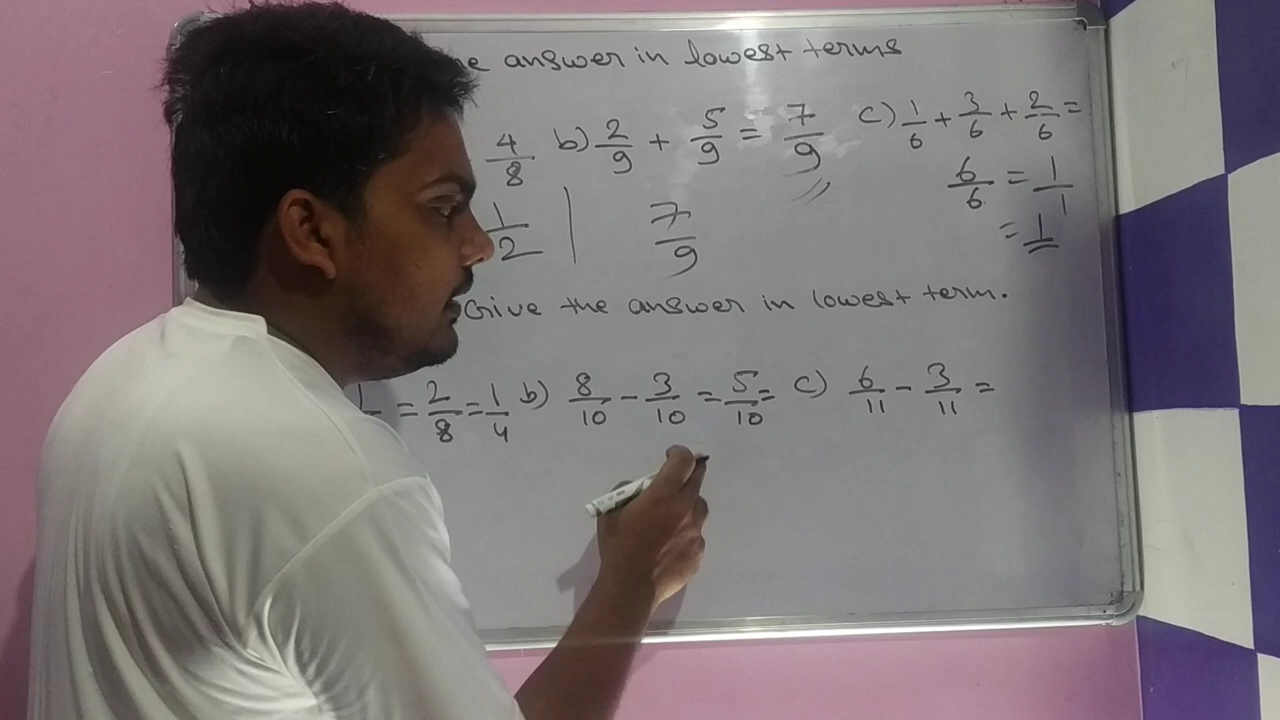 answer in lowest terms
4/8 b) 2/9 + 5/9 = 7/9 c) 1/6 + 3/6 + 2/6 =
1/2 7/9 6/6 = 1/1
= 1
Give the answer in lowest term.
= 2/8 = 1/4 b) 8/10 - 3/10 = 5/10 = c) 6/11 - 3/11 =